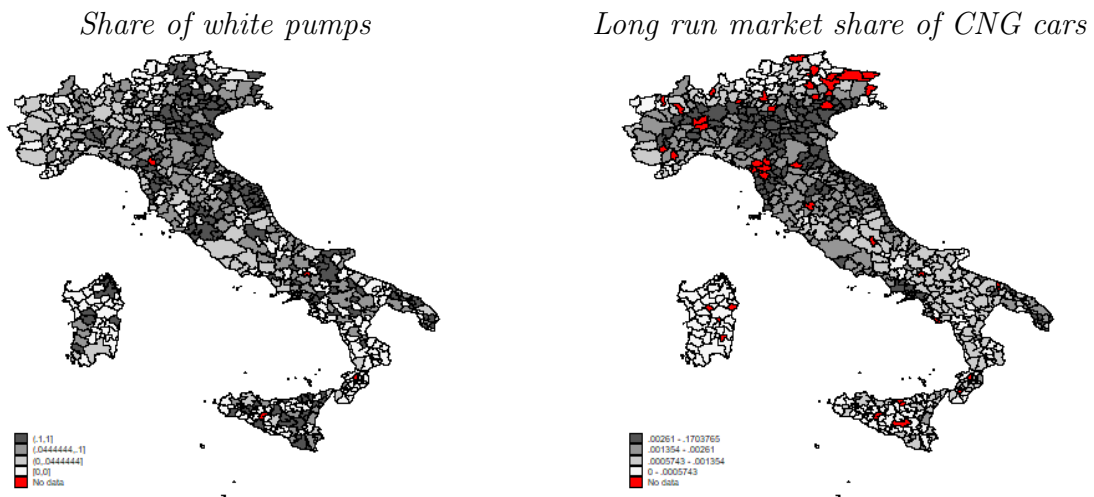 Share of white pumps
Long run market share of CNG cars
(.1,1]
(.0444444,.1]
(0,.0444444]
[0,0]
No data
.00261 - .1703765
.001354 - .00261
.0005743 - .001354
0 - .0005743
No data